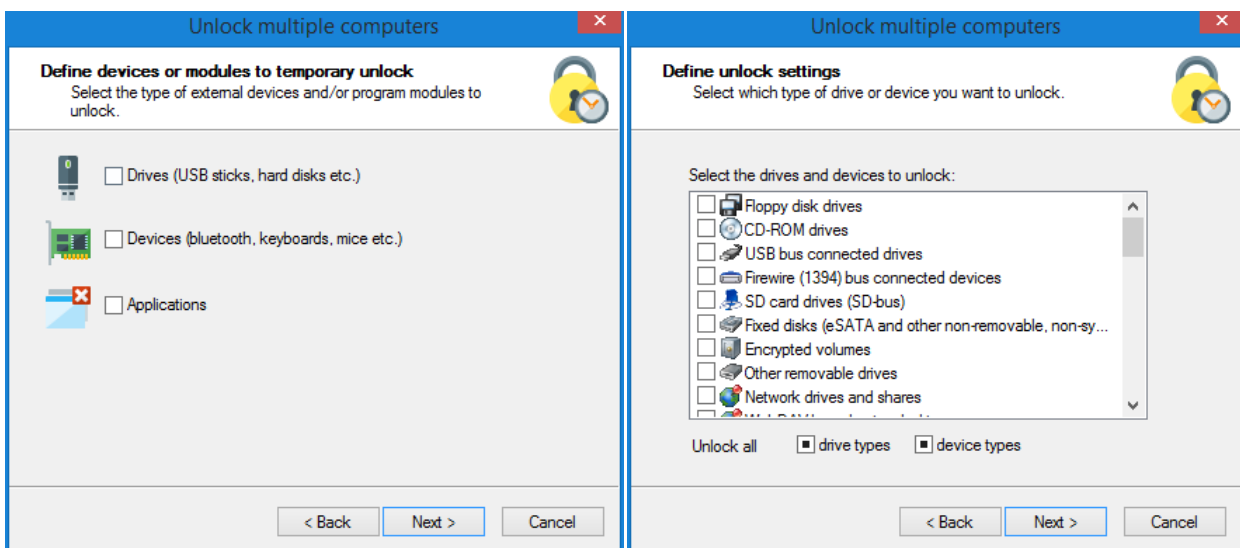 Unlock multiple computers
Define devices or modules to temporary unlock
Select the type of external devices and/or program modules to
unlock.
Drives (USB sticks, hard disks etc.)
Devices (bluetooth, keyboards, mice etc.)
Applications
< Back
Next >
Cancel
Unlock multiple computers
Define unlock settings
Select which type of drive or device you want to unlock.
Select the drives and devices to unlock:
Floppy disk drives
CD-ROM drives
USB bus connected drives
Firewire (1394) bus connected devices
SD card drives (SD-bus)
Fixed disks (eSATA and other non-removable, non-sy...
Encrypted volumes
Other removable drives
Network drives and shares
Unlock all
drive types
device types
< Back
Next >
Cancel